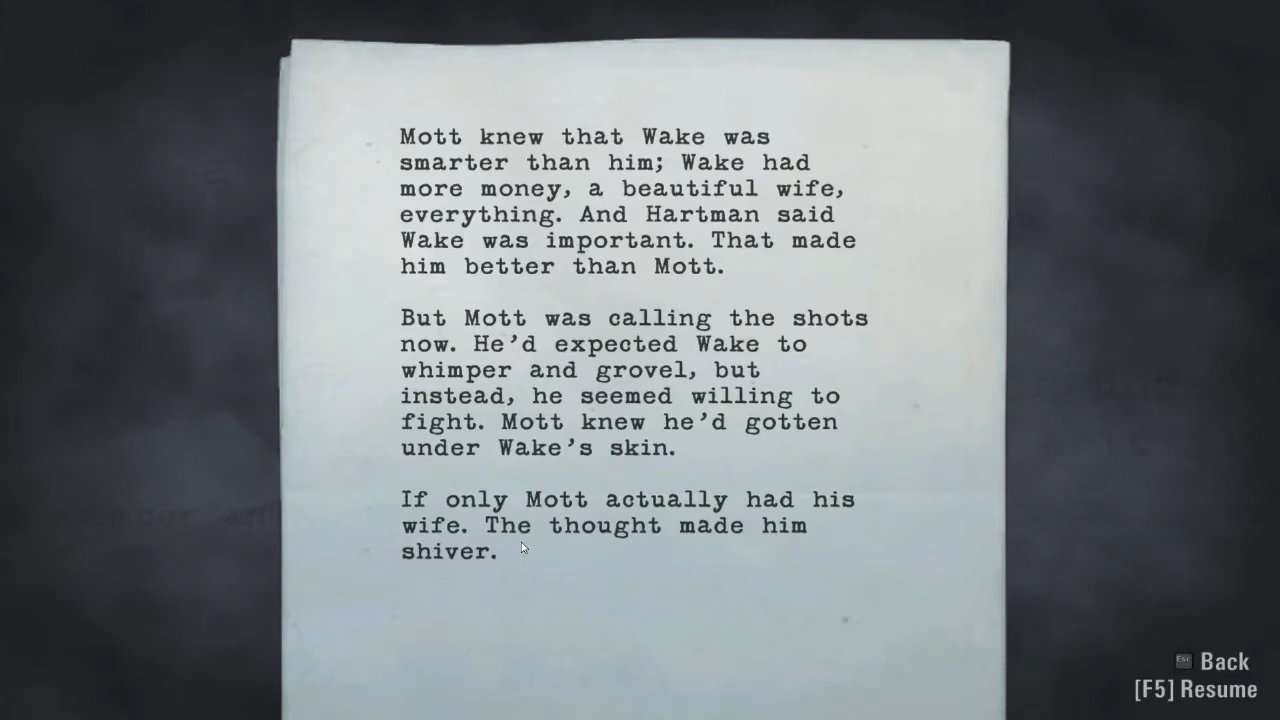 Mott knew that Wake was
smarter than him; Wake had
more money, a beautiful wife,
everything. And Hartman said
Wake was important. That made
him better than Mott.
But Mott was calling the shots
now. He’d expected Wake to
whimper and grovel, but
instead, he seemed willing to
fight. Mott knew he’d gotten
under Wake’s skin.
If only Mott actually had his
wife. The thought made him
shiver.
Esc Back
[F5] Resume